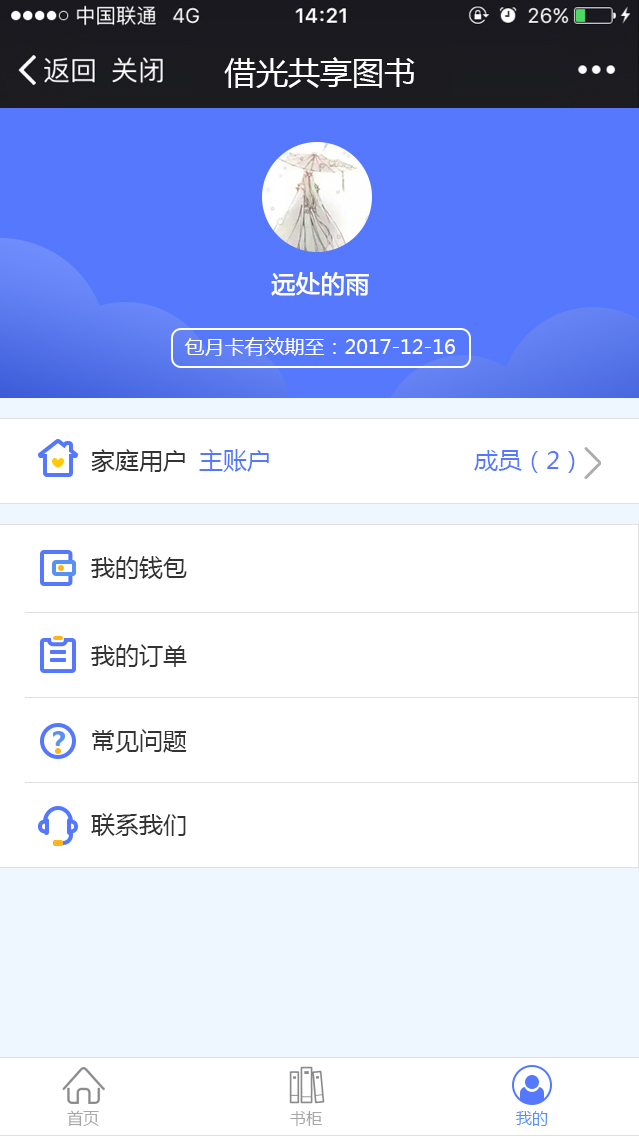 中国联通 4G 14:21 26%
返回 关闭 借光共享图书
远处的雨
包月卡有效期至：2017-12-16
家庭用户 主账户 成员（2）
我的钱包
我的订单
常见问题
联系我们
首页 书柜 我的